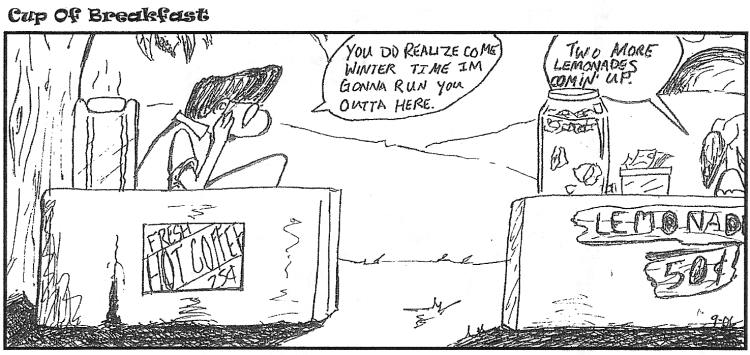 Cup Of Breakfast
YOU DO REALIZE COME
WINTER TIME IM
GONNA RUN YOU
OUTTA HERE.
TWO MORE
LEMONADES
COMIN' UP.
FRESH
HOT COFFEE
25¢
LEMONAD
50¢
9-06